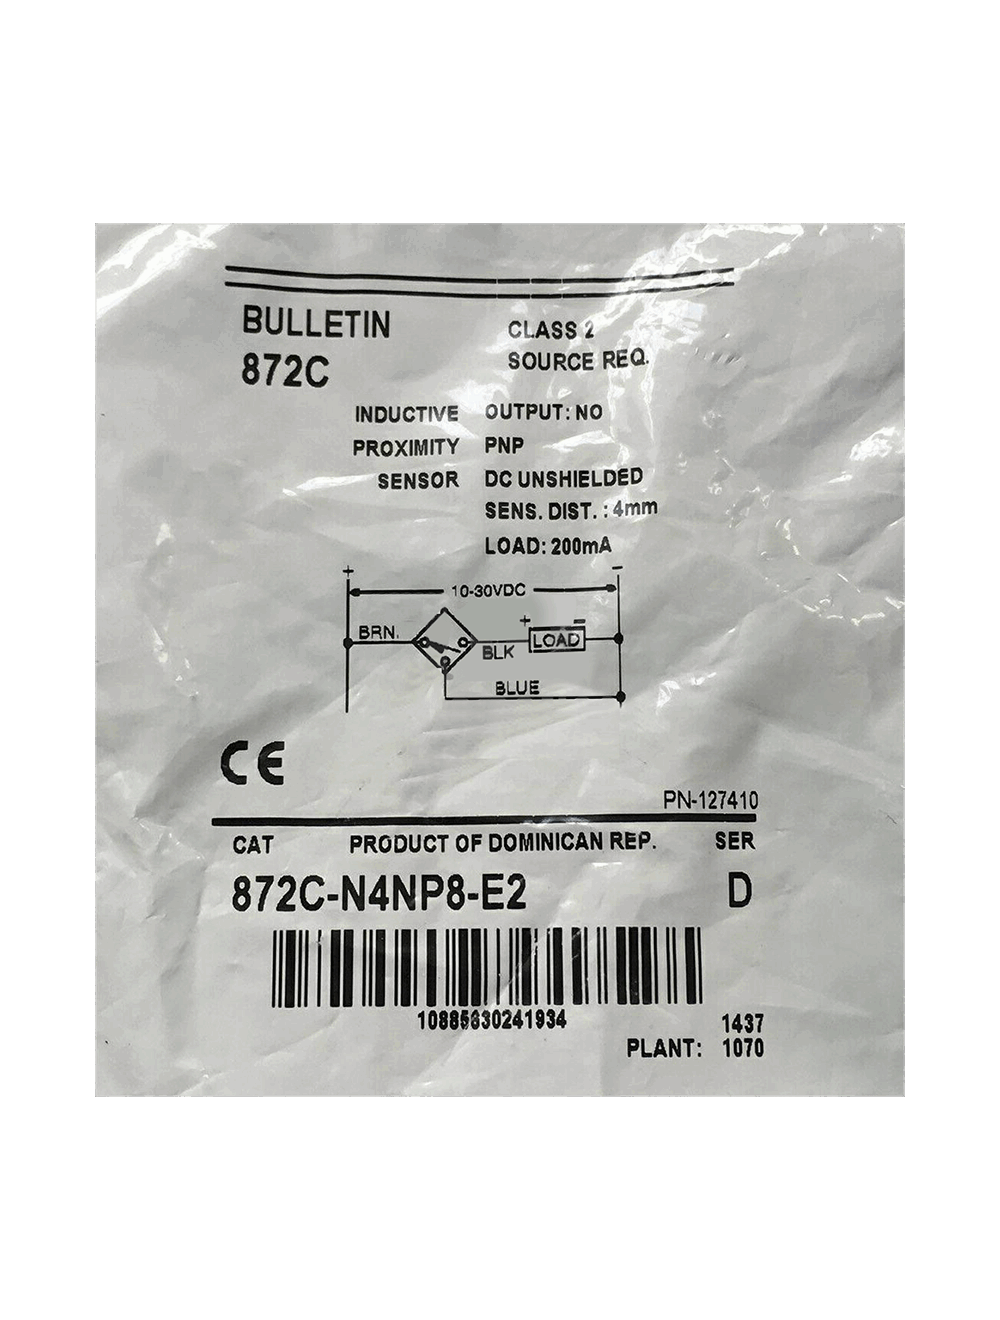 BULLETIN
872C
CLASS 2
SOURCE REQ.
INDUCTIVE OUTPUT: NO
PROXIMITY PNP
SENSOR DC UNSHIELDED
SENS. DIST. : 4mm
LOAD: 200mA
+ -
10-30VDC
BRN. BLK + LOAD -
BLUE
CE
PN-127410
CAT PRODUCT OF DOMINICAN REP. SER
872C-N4NP8-E2 D
1437
PLANT: 1070